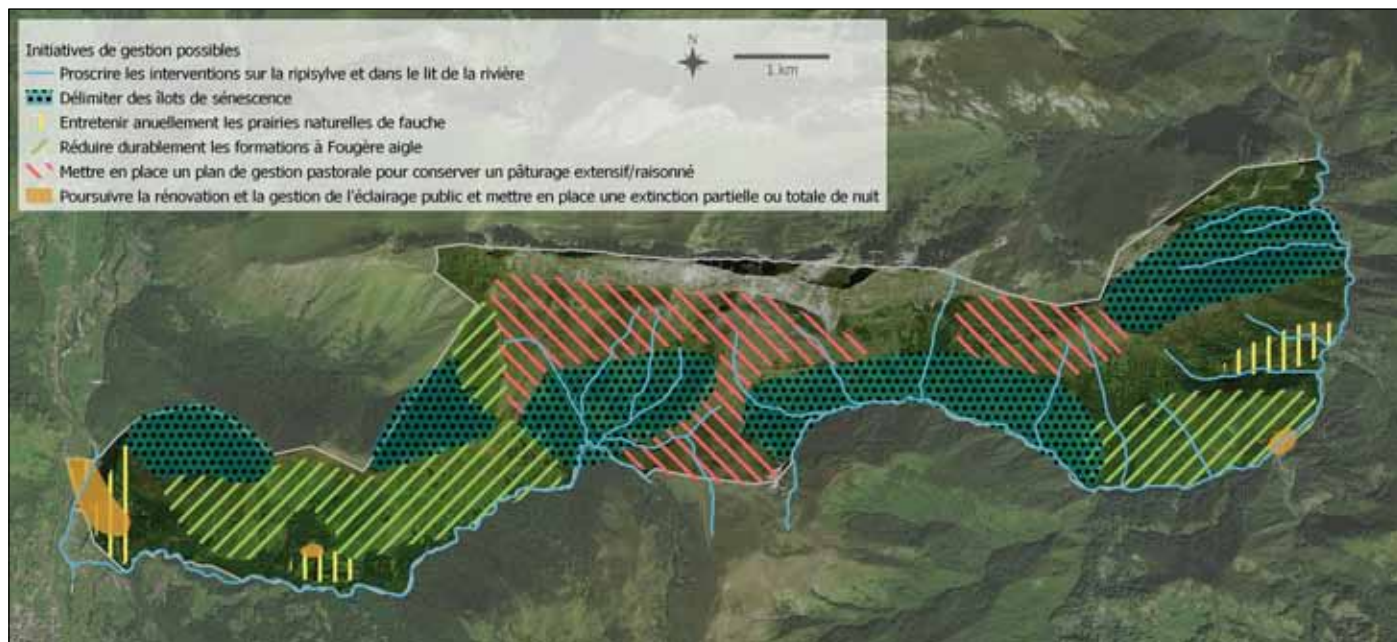 Initiatives de gestion possibles
N
1 km
Proscrire les interventions sur la ripisylve et dans le lit de la rivière
Délimiter des îlots de sénescence
Entretenir anuellement les prairies naturelles de fauche
Réduire durablement les formations à Fougère aigle
Mettre en place un plan de gestion pastorale pour conserver un pâturage extensif/raisonné
Poursuivre la rénovation et la gestion de l'éclairage public et mettre en place une extinction partielle ou totale de nuit